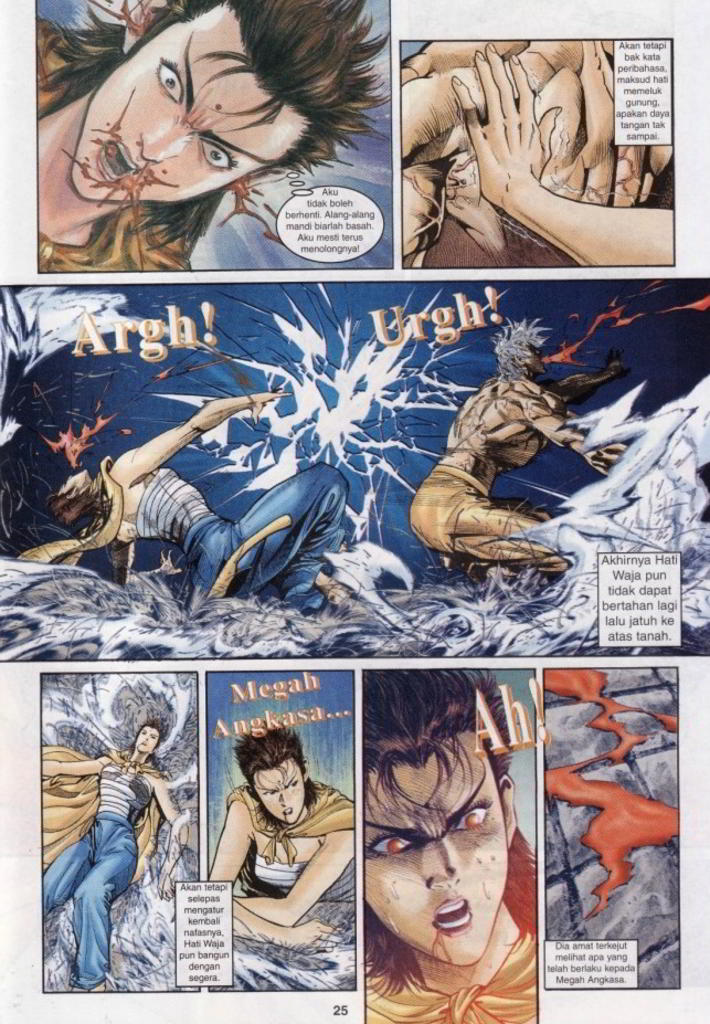 Aku
tidak boleh
berhenti. Alang-alang
mandi biarlah basah.
Aku mesti terus
menolongnya!
Akan tetapi
bak kata
peribahasa,
maksud hati
memeluk
gunung,
apakan daya
tangan tak
sampai.
Argh!
Urgh!
Akhirnya Hati
Waja pun
tidak dapat
bertahan lagi
lalu jatuh ke
atas tanah.
Akan tetapi
selepas
mengatur
kembali
nafasnya,
Hati Waja
pun bangun
dengan
segera.
Megah
Angkasa...
Ah!
Dia amat terkejut
melihat apa yang
telah berlaku kepada
Megah Angkasa.
25